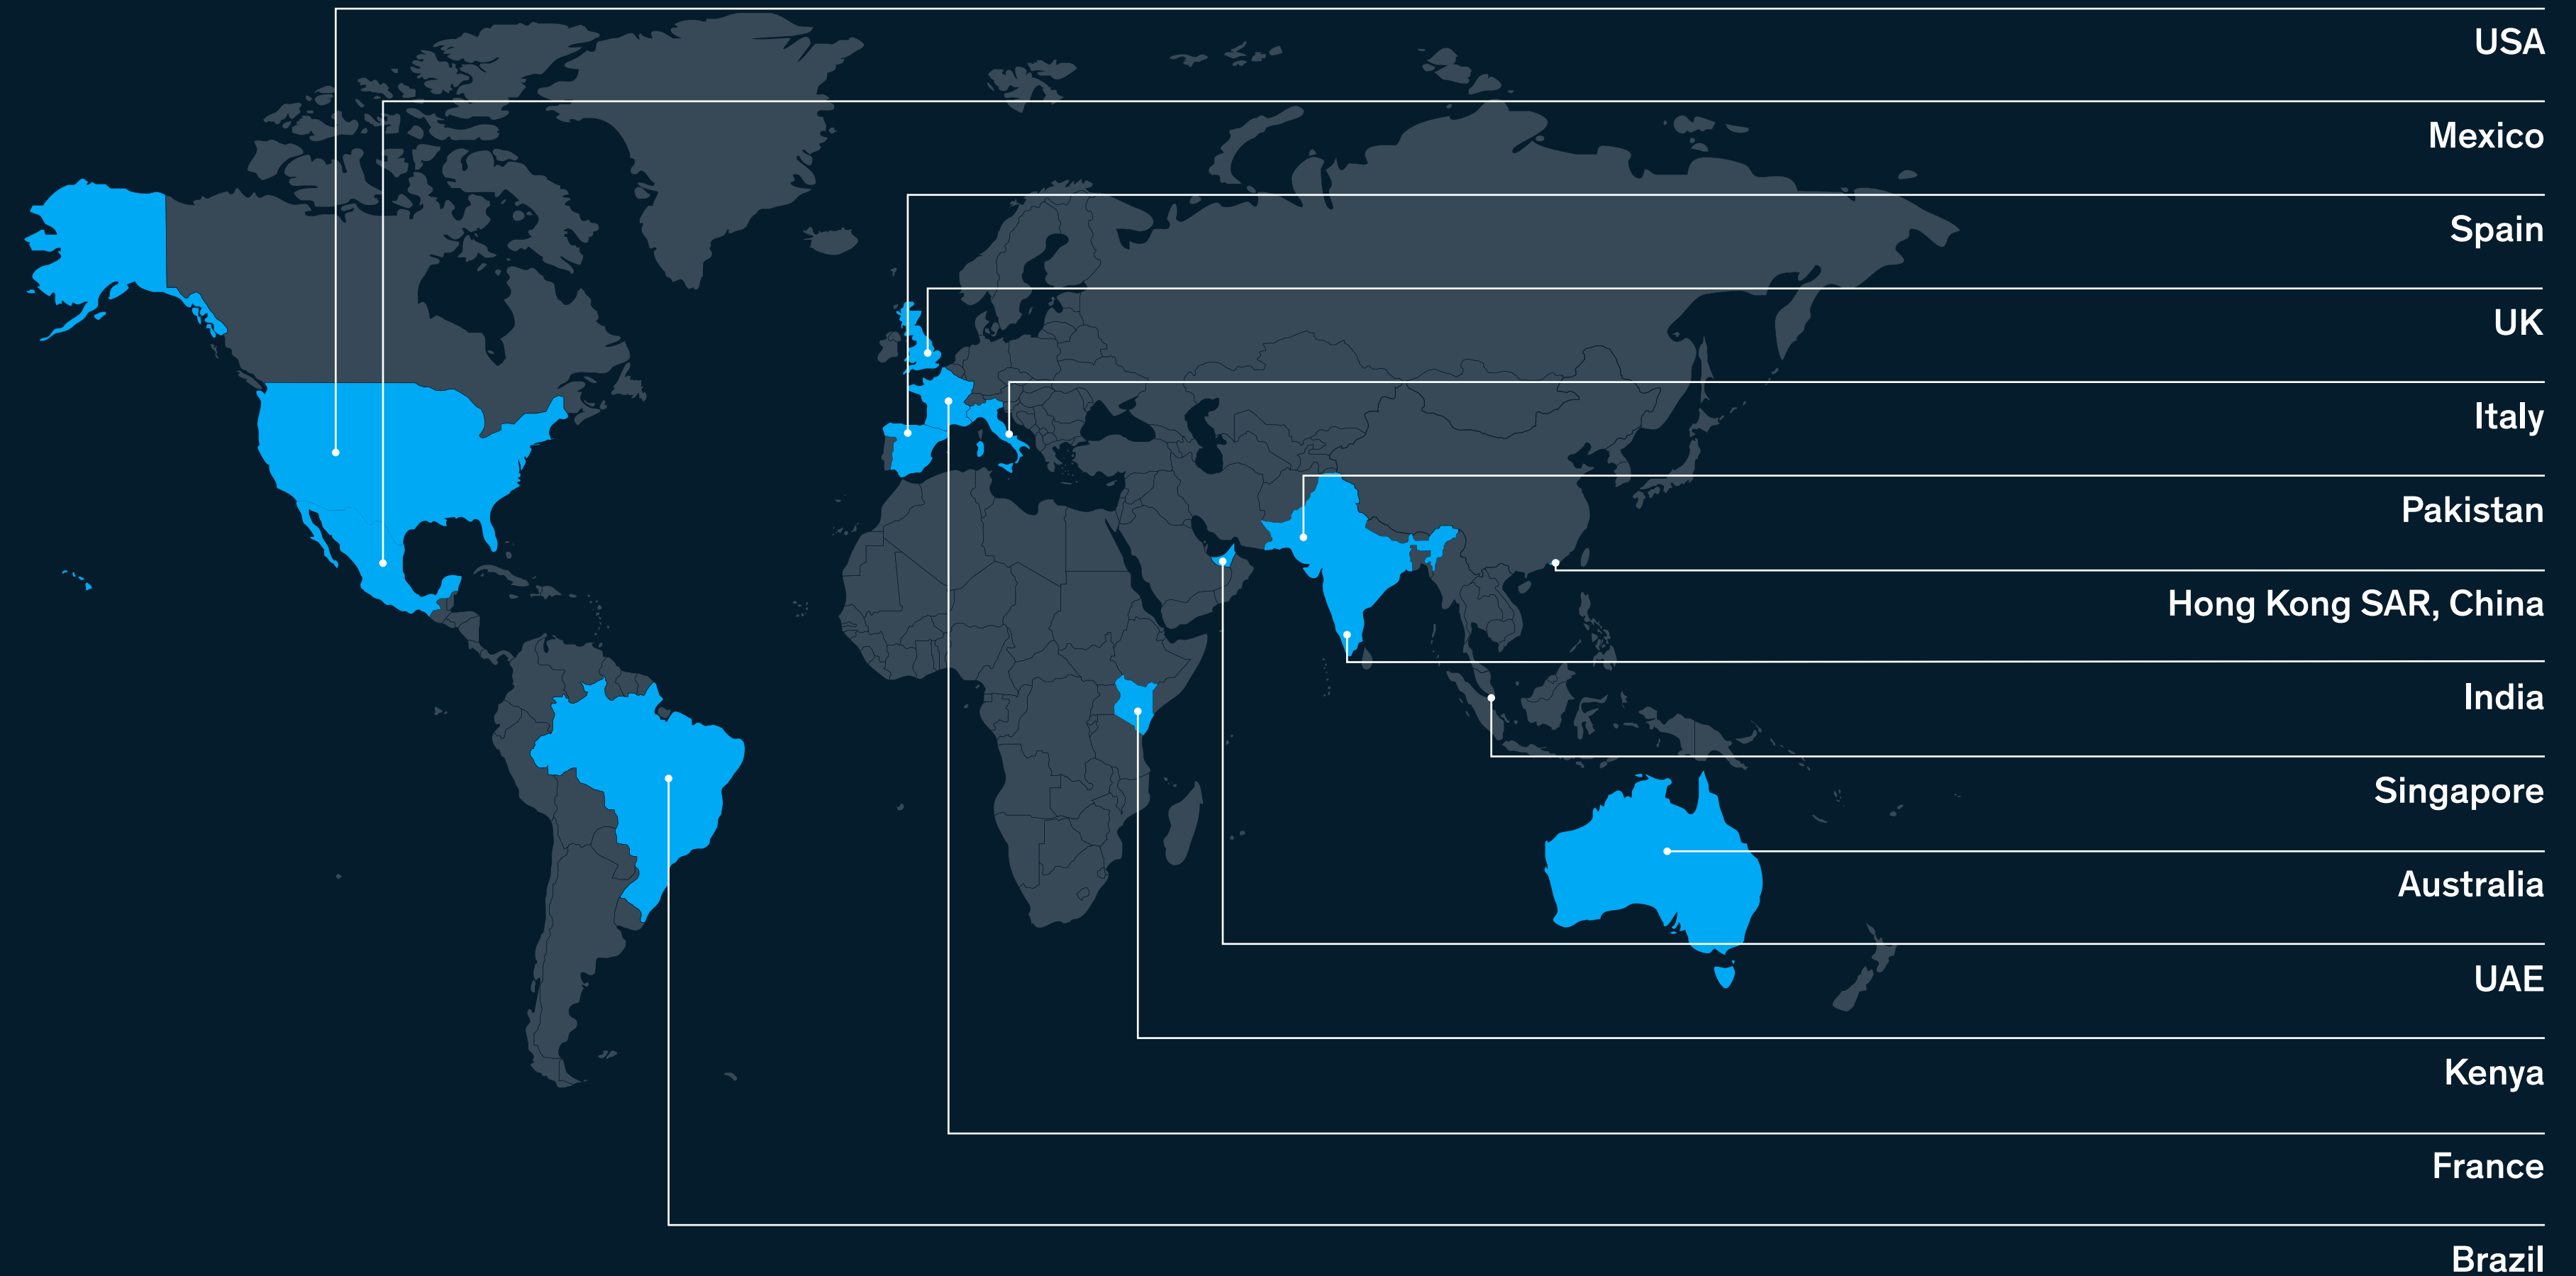 USA
Mexico
Spain
UK
Italy
Pakistan
Hong Kong SAR, China
India
Singapore
Australia
UAE
Kenya
France
Brazil